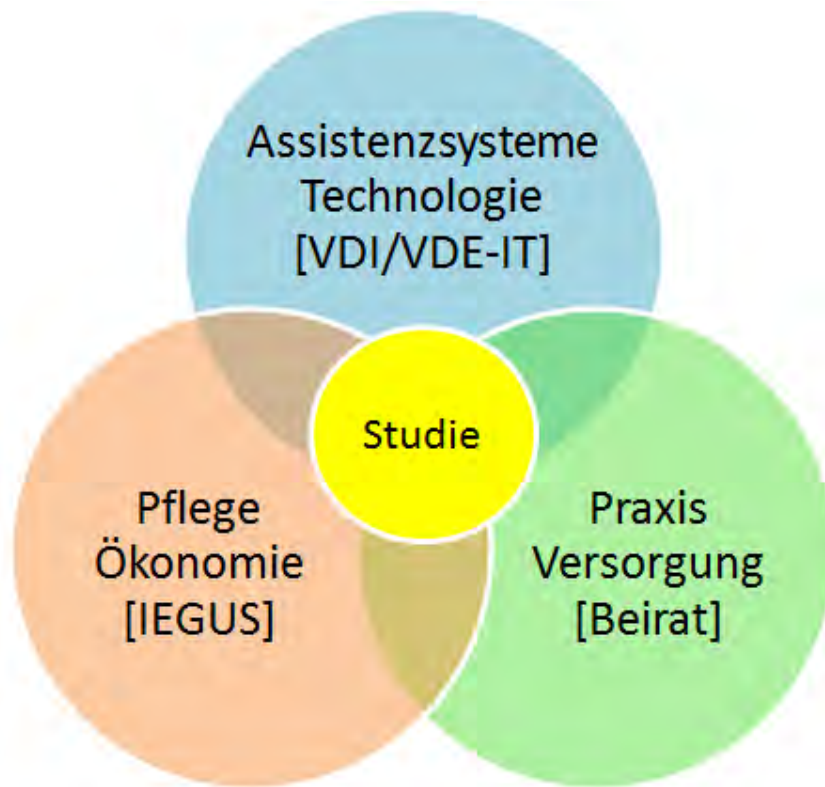 Assistenzsysteme
Technologie
[VDI/VDE-IT]
Studie
Pflege
Ökonomie
[IEGUS]
Praxis
Versorgung
[Beirat]